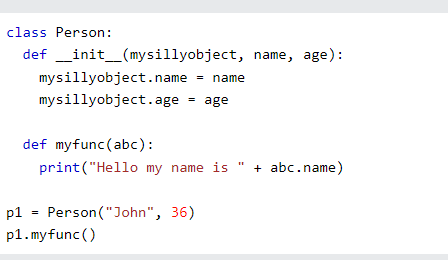 class Person:
  def __init__(mysillyobject, name, age):
    mysillyobject.name = name
    mysillyobject.age = age

  def myfunc(abc):
    print("Hello my name is " + abc.name)

p1 = Person("John", 36)
p1.myfunc()